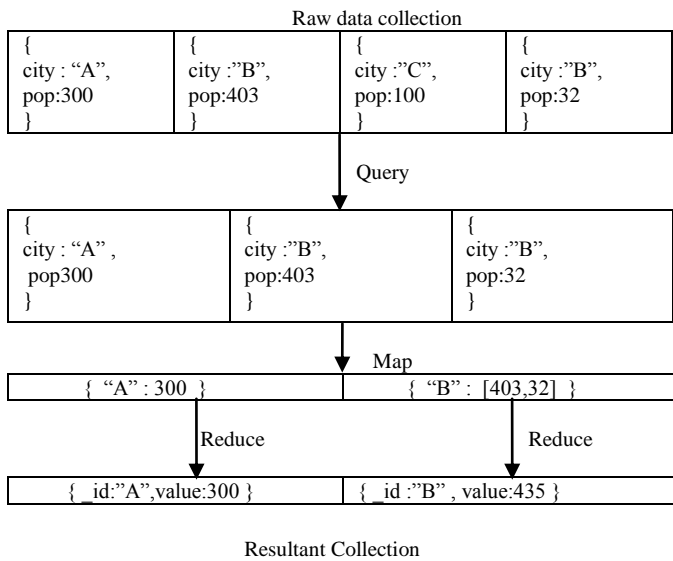 Raw data collection
{ { { {
city : “A”, city :”B”, city :”C”, city :”B”,
pop:300 pop:403 pop:100 pop:32
} } } }
Query
{ { {
city : “A” , city :”B”, city :”B”,
pop300 pop:403 pop:32
} } }
Map
{ “A” : 300 } { “B” : [403,32] }
Reduce Reduce
{ _id:”A”,value:300 } { _id :”B” , value:435 }
Resultant Collection